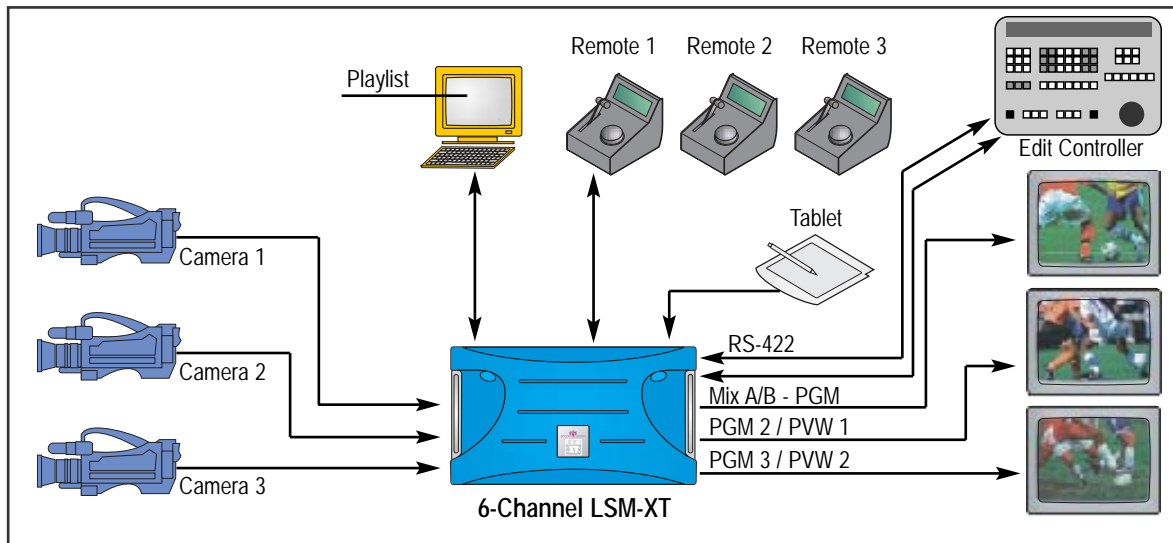 Remote 1
Remote 2
Remote 3
Playlist
Edit Controller
Tablet
Camera 1
Camera 2
Camera 3
RS-422
Mix A/B - PGM
PGM 2 / PVW 1
PGM 3 / PVW 2
6-Channel LSM-XT